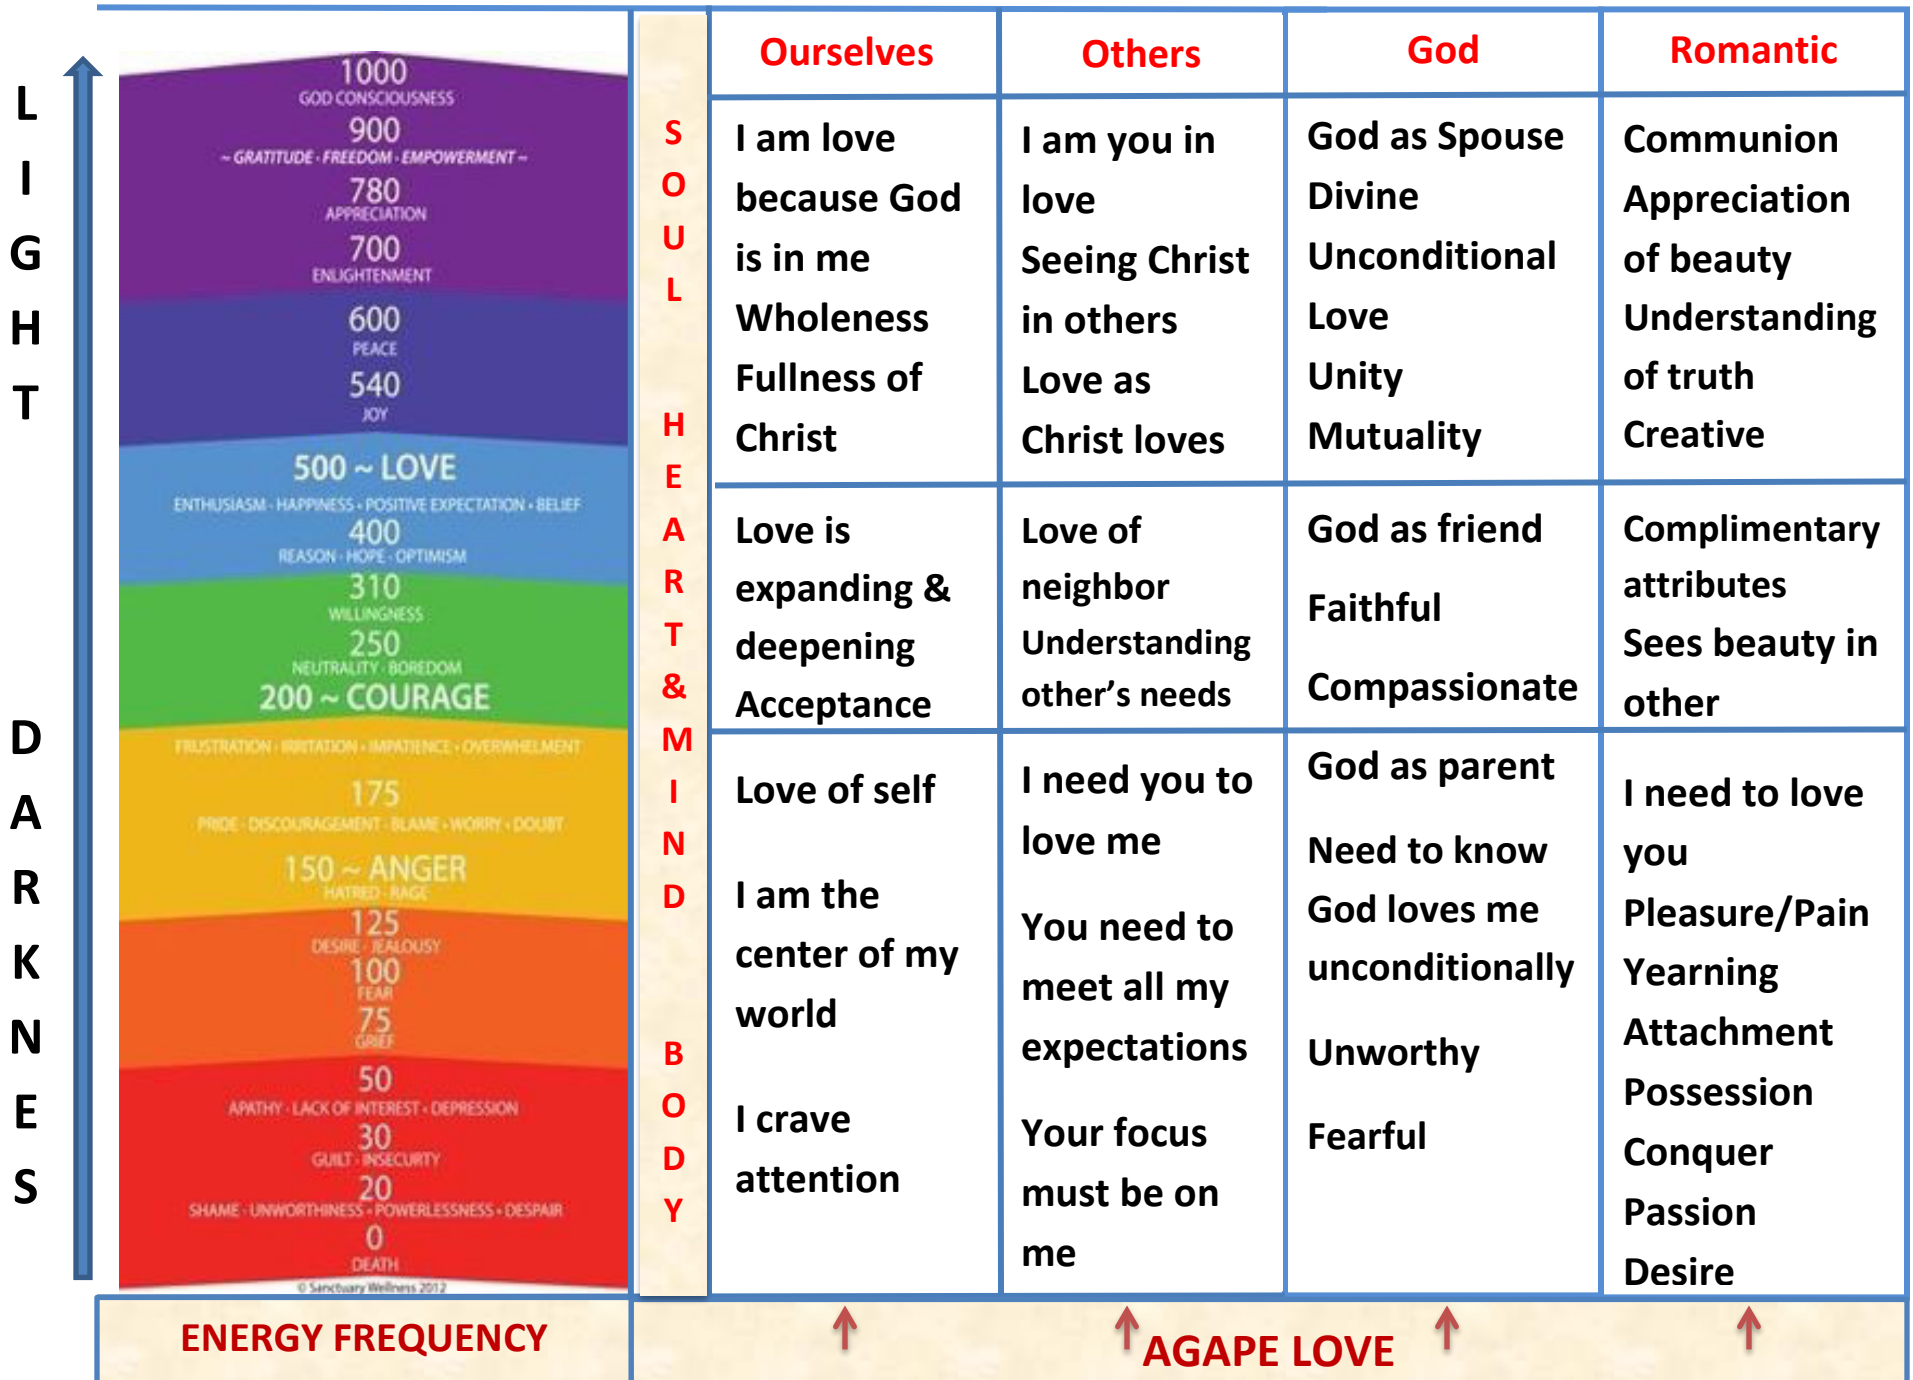 LIGHT
DARKNES
1000
GOD CONSCIOUSNESS
900
~ GRATITUDE - FREEDOM - EMPOWERMENT ~
780
APPRECIATION
700
ENLIGHTENMENT
600
PEACE
540
JOY
500 ~ LOVE
ENTHUSIASM - HAPPINESS • POSITIVE EXPECTATION • BELIEF
400
REASON - HOPE - OPTIMISM
310
WILLINGNESS
250
NEUTRALITY - BOREDOM
200 ~ COURAGE
FRUSTRATION - IRRITATION • IMPATIENCE • OVERWHELMENT
175
PRIDE - DISCOURAGEMENT - BLAME • WORRY • DOUBT
150 ~ ANGER
HATRED - RAGE
125
DESIRE - JEALOUSY
100
FEAR
75
GRIEF
50
APATHY - LACK OF INTEREST • DEPRESSION
30
GUILT - INSECURTY
20
SHAME - UNWORTHINESS • POWERLESSNESS • DESPAIR
0
DEATH
© Sanctuary Wellness 2012
ENERGY FREQUENCY
SOUL
HEART&MIND
BODY
Ourselves
I am love
because God
is in me
Wholeness
Fullness of
Christ
Love is
expanding &
deepening
Acceptance
Love of self
I am the
center of my
world
I crave
attention
Others
I am you in
love
Seeing Christ
in others
Love as
Christ loves
Love of
neighbor
Understanding
other's needs
I need you to
love me
You need to
meet all my
expectations
Your focus
must be on
me
God
God as Spouse
Divine
Unconditional
Love
Unity
Mutuality
God as friend
Faithful
Compassionate
God as parent
Need to know
God loves me
unconditionally
Unworthy
Fearful
Romantic
Communion
Appreciation
of beauty
Understanding
of truth
Creative
Complimentary
attributes
Sees beauty in
other
I need to love
you
Pleasure/Pain
Yearning
Attachment
Possession
Conquer
Passion
Desire
AGAPE LOVE